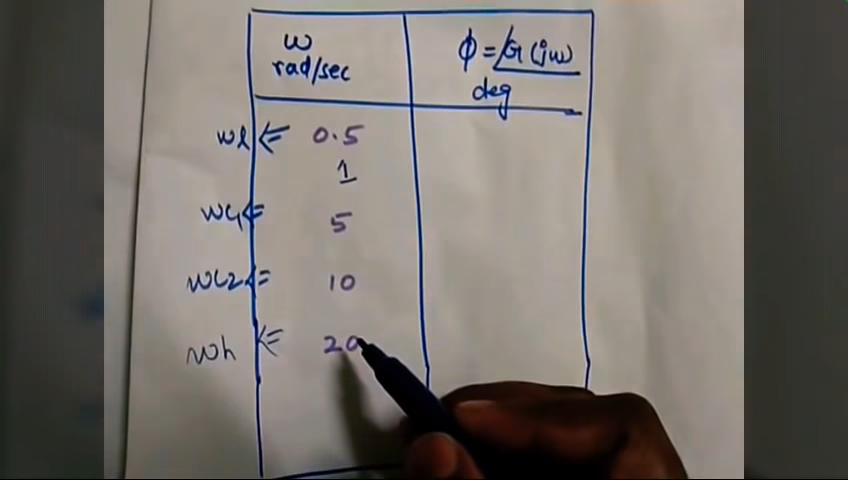 ω
rad/sec
ϕ = ∠G(jω)
deg
ωl ⇐ 0.5
1
ωc1 ⇐ 5
ωc2 ⇐ 10
ωh ⇐ 20